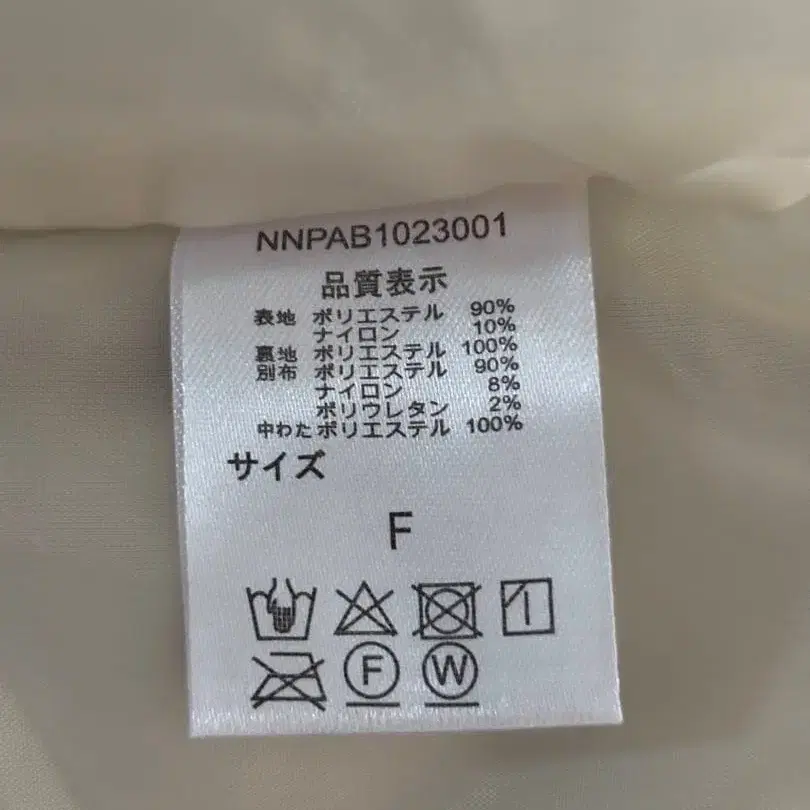 NNPAB1023001
品質表示
表地 ポリエステル 90%
ナイロン 10%
裏地 ポリエステル 100%
別布 ポリエステル 90%
ナイロン 8%
ポリウレタン 2%
中わた ポリエステル 100%
サイズ
F
F W